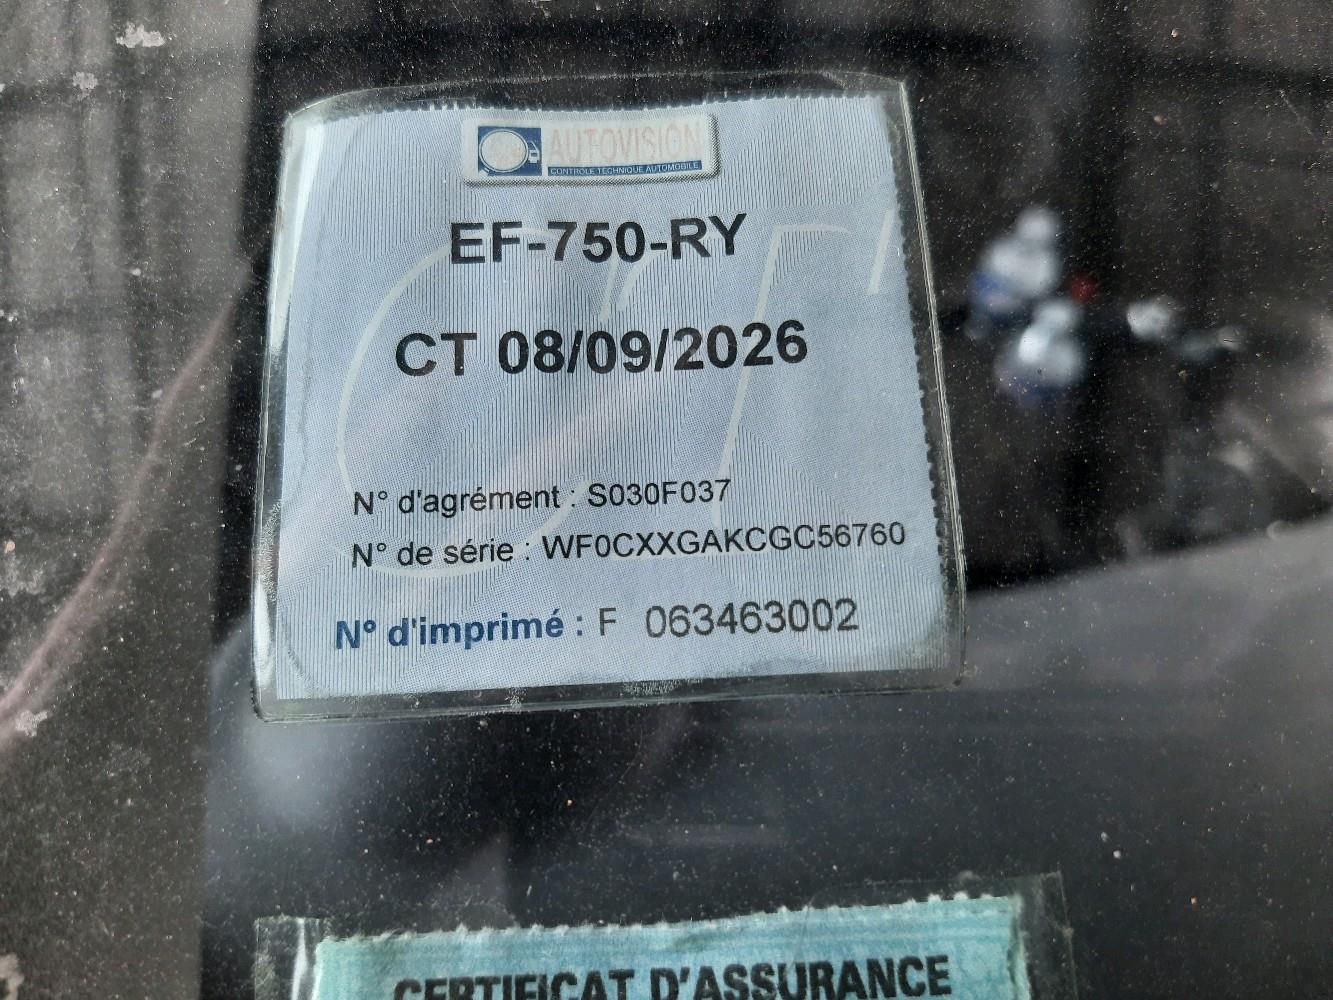 AUTOVISION
CONTRÔLE TECHNIQUE AUTOMOBILE
EF-750-RY
CT 08/09/2026
N° d'agrément : S030F037
N° de série : WF0CXXGAKCGC56760
N° d'imprimé : F 063463002
CERTIFICAT D'ASSURANCE